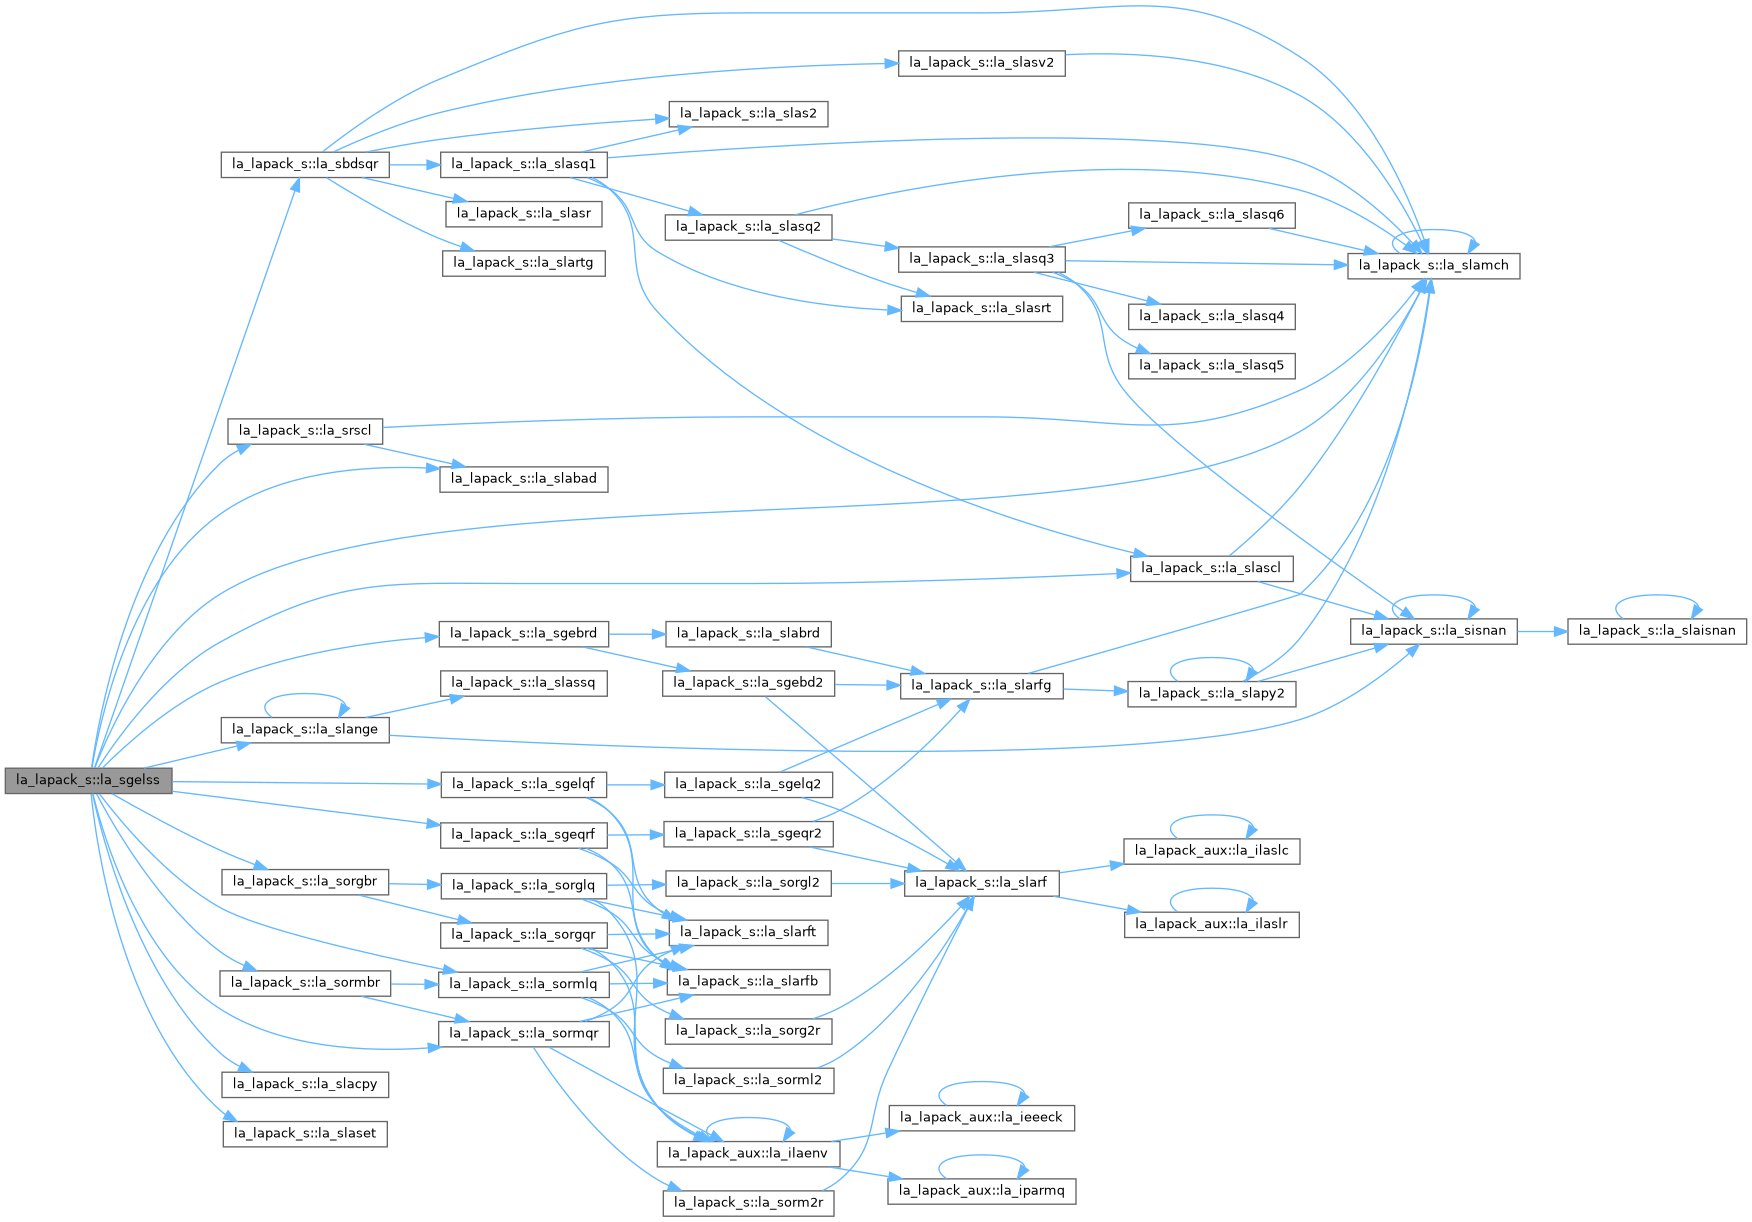 la_lapack_s::la_slasv2
la_lapack_s::la_slas2
la_lapack_s::la_sbdsqr
la_lapack_s::la_slasq1
la_lapack_s::la_slasr
la_lapack_s::la_slasq6
la_lapack_s::la_slasq2
la_lapack_s::la_slartg
la_lapack_s::la_slasq3
la_lapack_s::la_slamch
la_lapack_s::la_slasrt
la_lapack_s::la_slasq4
la_lapack_s::la_slasq5
la_lapack_s::la_srscl
la_lapack_s::la_slabad
la_lapack_s::la_slascl
la_lapack_s::la_sgebrd
la_lapack_s::la_slabrd
la_lapack_s::la_sisnan
la_lapack_s::la_slaisnan
la_lapack_s::la_slassq
la_lapack_s::la_sgebd2
la_lapack_s::la_slarfg
la_lapack_s::la_slapy2
la_lapack_s::la_slange
la_lapack_s::la_sgelss
la_lapack_s::la_sgelqf
la_lapack_s::la_sgelq2
la_lapack_s::la_sgeqrf
la_lapack_s::la_sgeqr2
la_lapack_aux::la_ilaslc
la_lapack_s::la_sorgbr
la_lapack_s::la_sorglq
la_lapack_s::la_sorgl2
la_lapack_s::la_slarf
la_lapack_aux::la_ilaslr
la_lapack_s::la_sorgqr
la_lapack_s::la_slarft
la_lapack_s::la_sormbr
la_lapack_s::la_sormlq
la_lapack_s::la_slarfb
la_lapack_s::la_sormqr
la_lapack_s::la_sorg2r
la_lapack_s::la_slacpy
la_lapack_s::la_sorml2
la_lapack_aux::la_ieeeck
la_lapack_s::la_slaset
la_lapack_aux::la_ilaenv
la_lapack_aux::la_iparmq
la_lapack_s::la_sorm2r